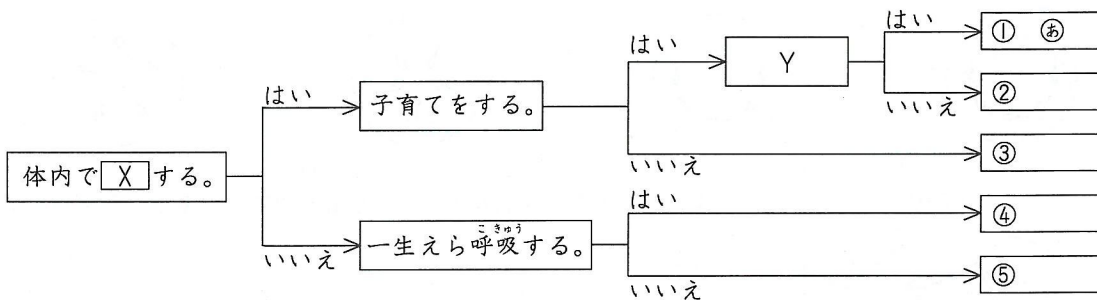 はい
① あ
はい
Y
はい
子育てをする。
いいえ
②
いいえ
③
体内で X する。
はい
④
こきゅう
いいえ
一生えら呼吸する。
いいえ
⑤